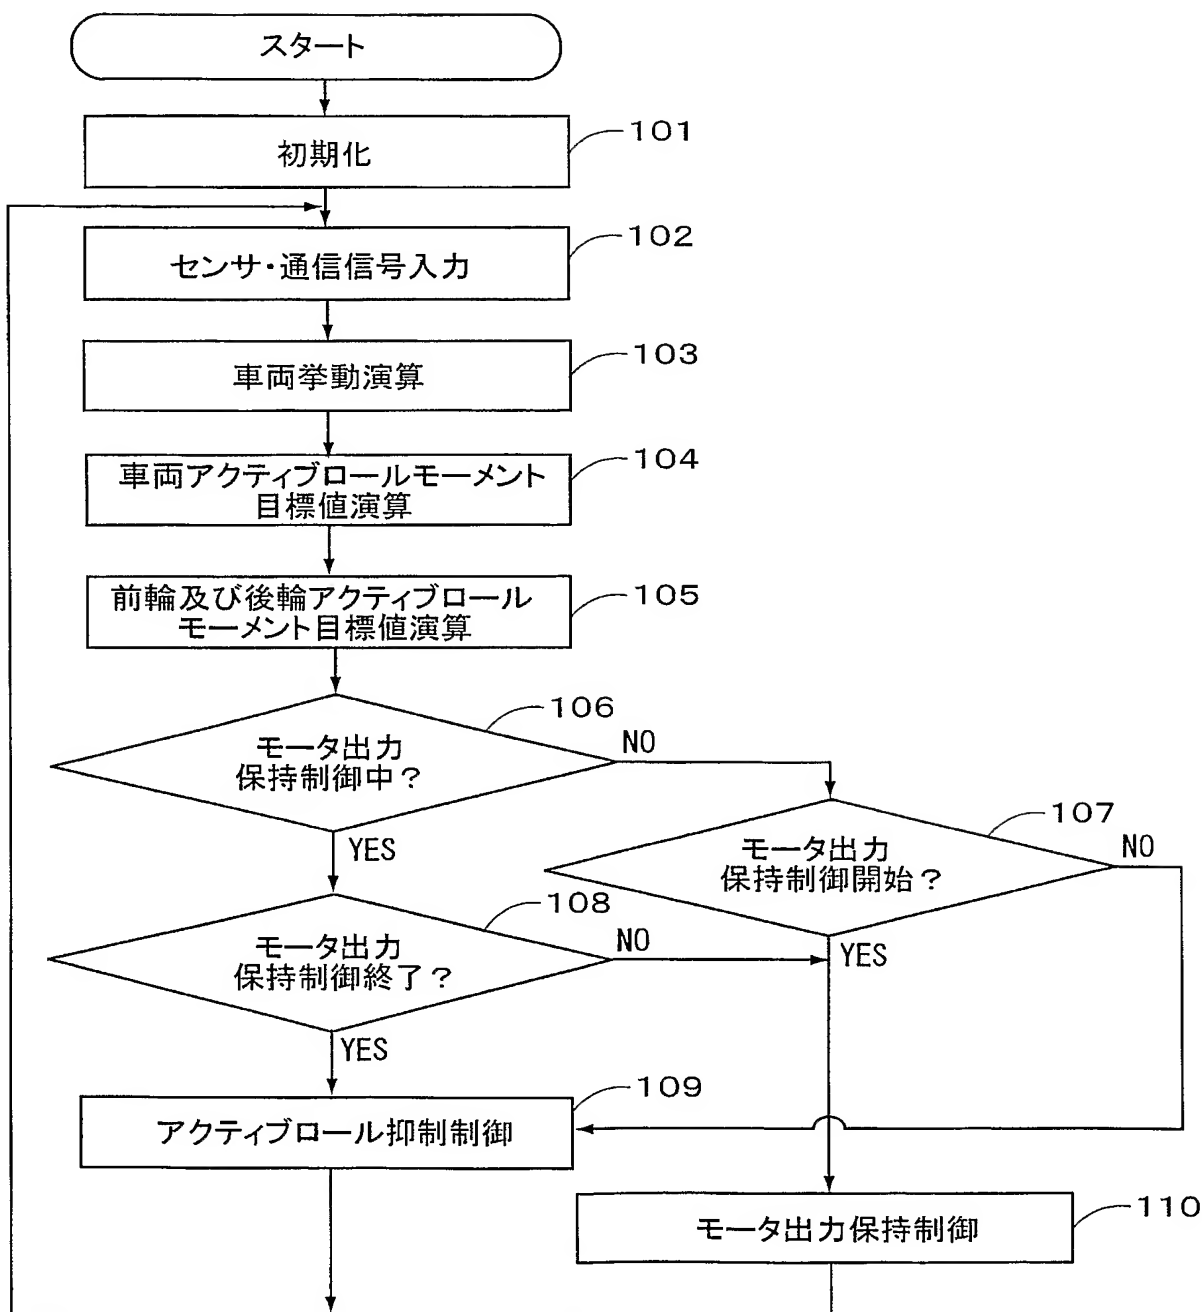 スタート
初期化
101
センサ・通信信号入力
102
車両挙動演算
103
車両アクティブロールモーメント
目標値演算
104
前輪及び後輪アクティブロール
モーメント目標値演算
105
モータ出力
保持制御中？
106
NO
YES
モータ出力
保持制御開始？
107
NO
YES
モータ出力
保持制御終了？
108
NO
YES
アクティブロール抑制制御
109
モータ出力保持制御
110